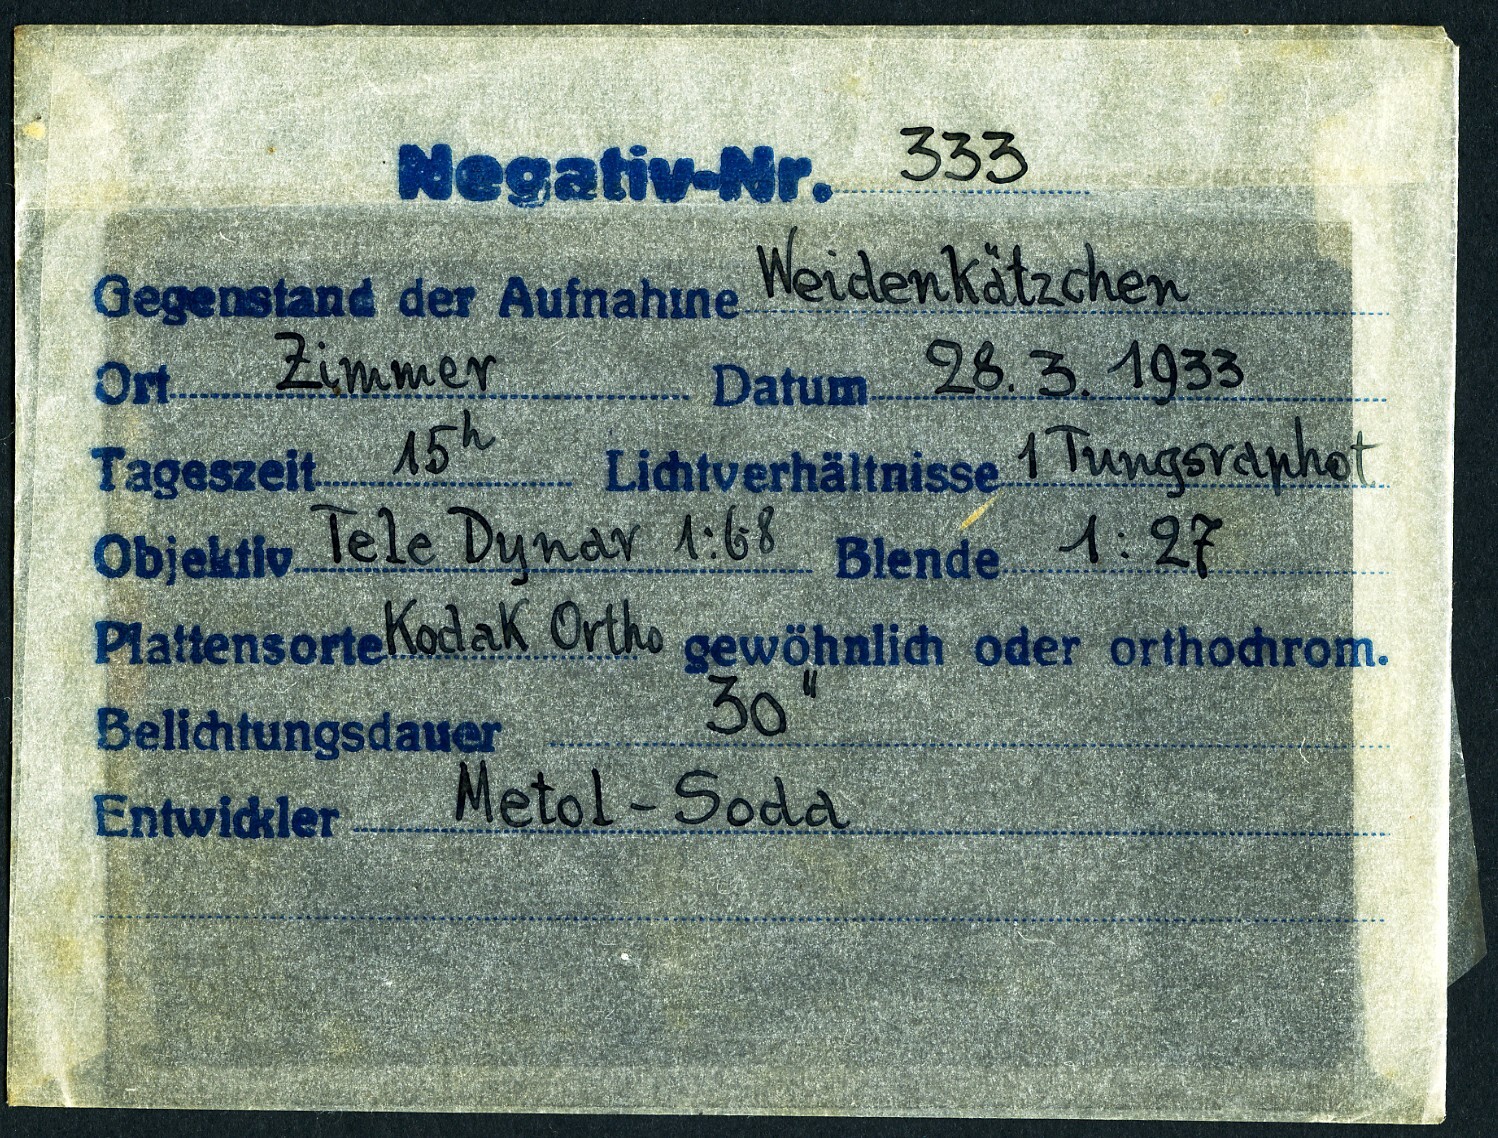 Negativ-Nr. 333
Gegenstand der Aufnahme Weidenkätzchen
Ort Zimmer Datum 28. 3. 1933
Tageszeit 15h Lichtverhältnisse 1 Tungsraphot
Objektiv Tele Dynar 1:6·8 Blende 1:27
Plattensorte Kodak Ortho gewöhnlich oder orthochrom.
Belichtungsdauer 30"
Entwickler Metol-Soda